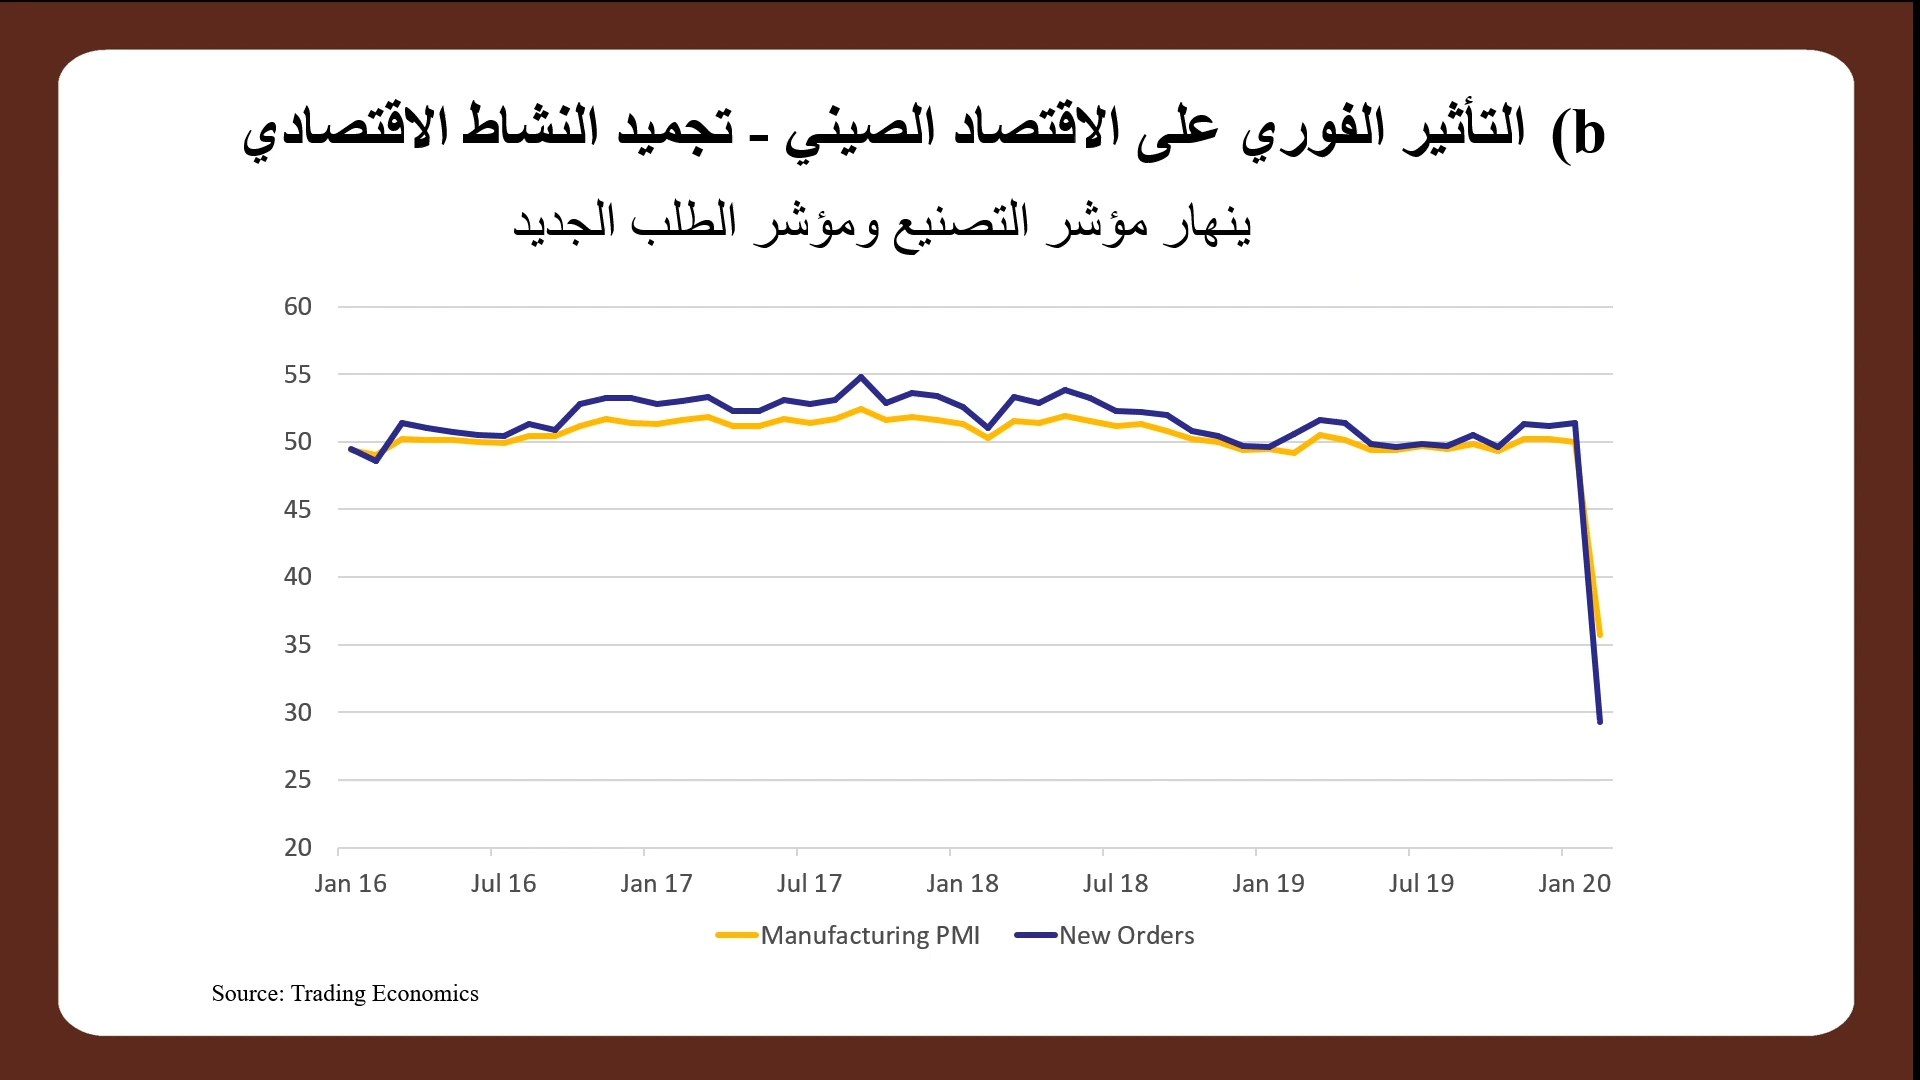 b) التأثير الفوري على الاقتصاد الصيني - تجميد النشاط الاقتصادي
ينهار مؤشر التصنيع ومؤشر الطلب الجديد
60
55
50
45
40
35
30
25
20
Jan 16 Jul 16 Jan 17 Jul 17 Jan 18 Jul 18 Jan 19 Jul 19 Jan 20
Manufacturing PMI New Orders
Source: Trading Economics